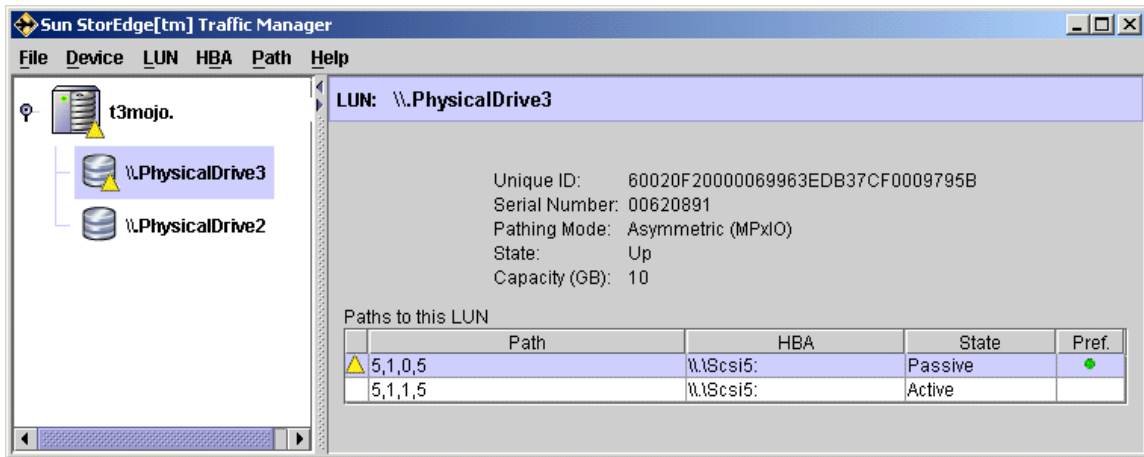 Sun StorEdge[tm] Traffic Manager
File Device LUN HBA Path Help
t3mojo.
\\.PhysicalDrive3
\\.PhysicalDrive2
LUN: \\.PhysicalDrive3
Unique ID: 60020F20000069963EDB37CF0009795B
Serial Number: 00620891
Pathing Mode: Asymmetric (MPxIO)
State: Up
Capacity (GB): 10
Paths to this LUN
Path HBA State Pref.
5,1,0,5 \\.\Scsi5: Passive
5,1,1,5 \\.\Scsi5: Active